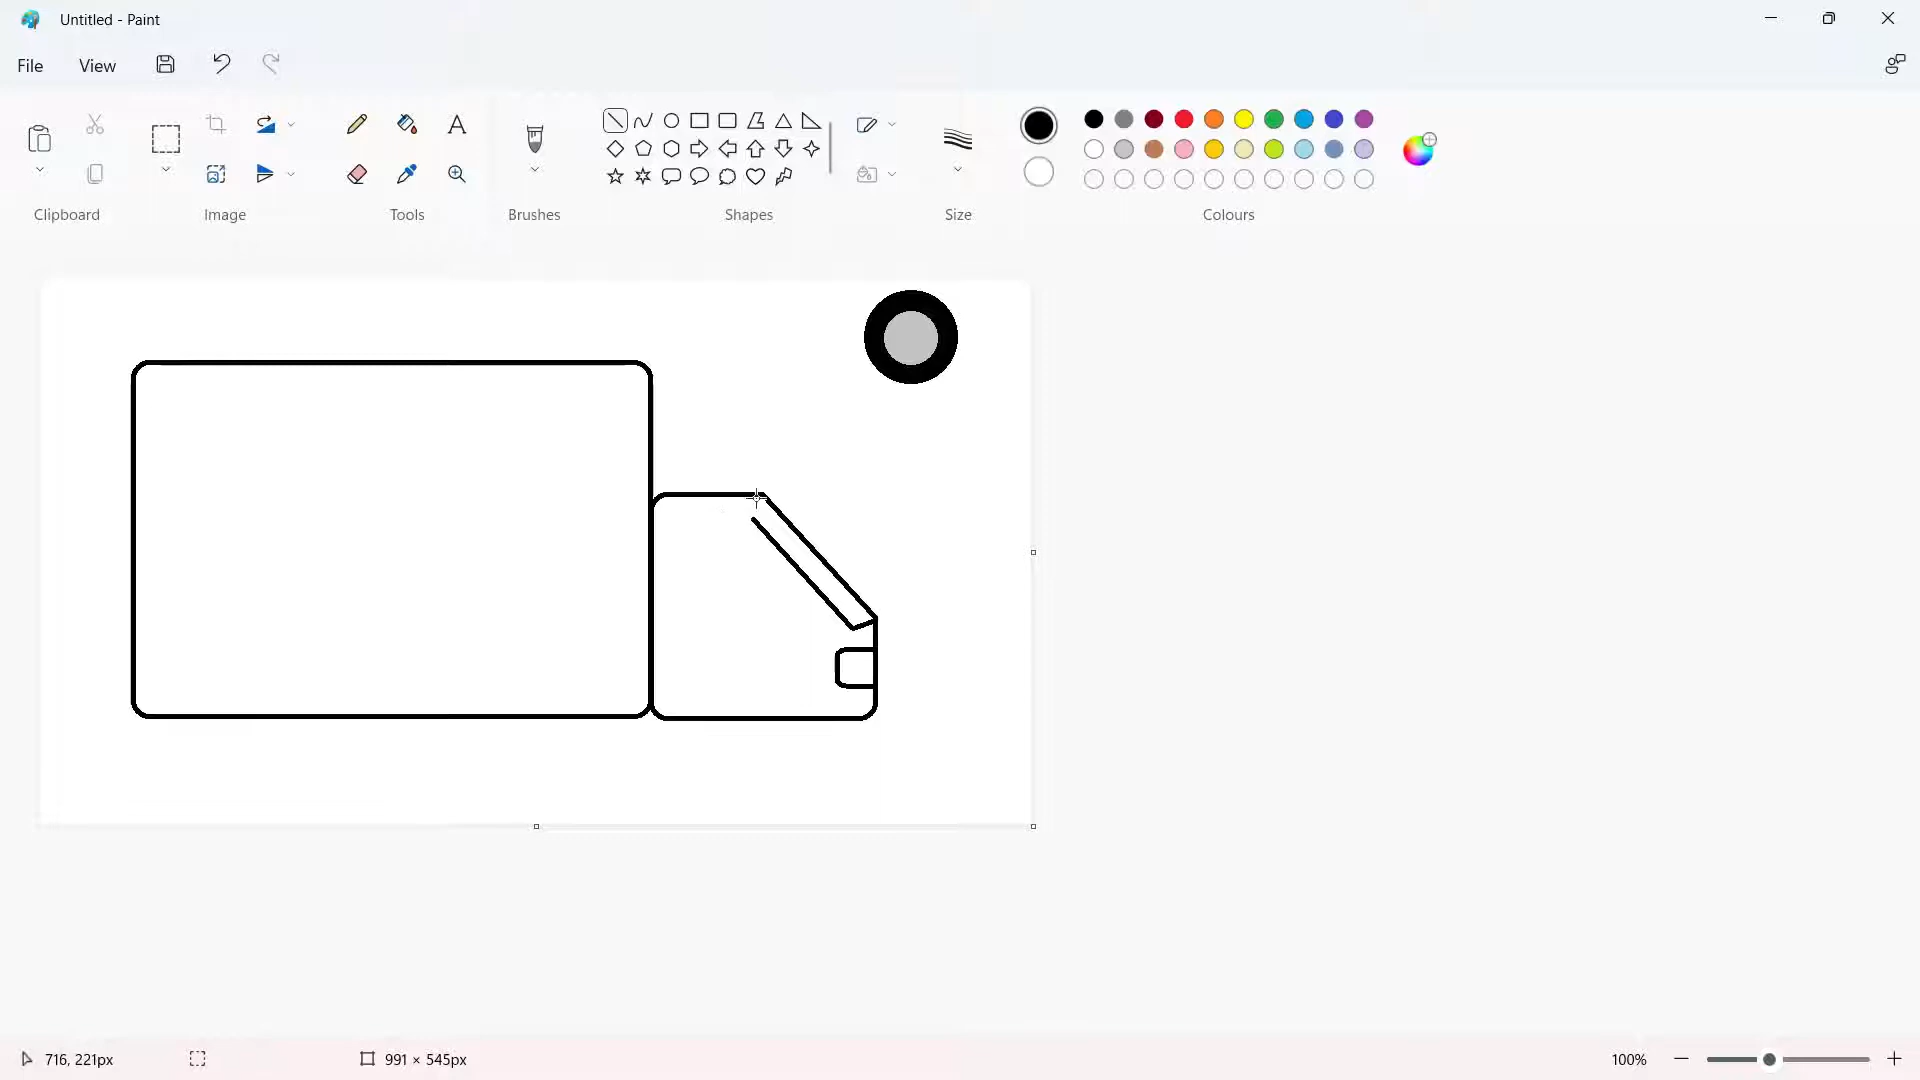 Untitled - Paint
File View
Clipboard Image Tools Brushes Shapes Size Colours
716, 221px 991 × 545px 100%